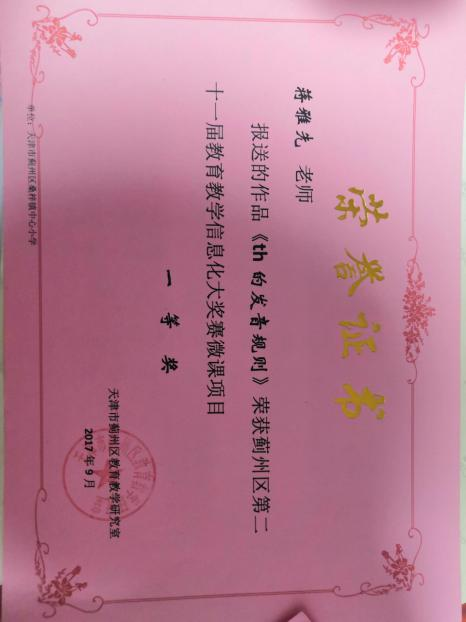 荣誉证书
蒋雅先 老师
报送的作品《th的发音规则》荣获蓟州区第二
十一届教育教学信息化大奖赛微课项目
一等奖
天津市蓟州区教育教学研究室
2017年9月
单位：天津市蓟州区桑梓镇中心小学